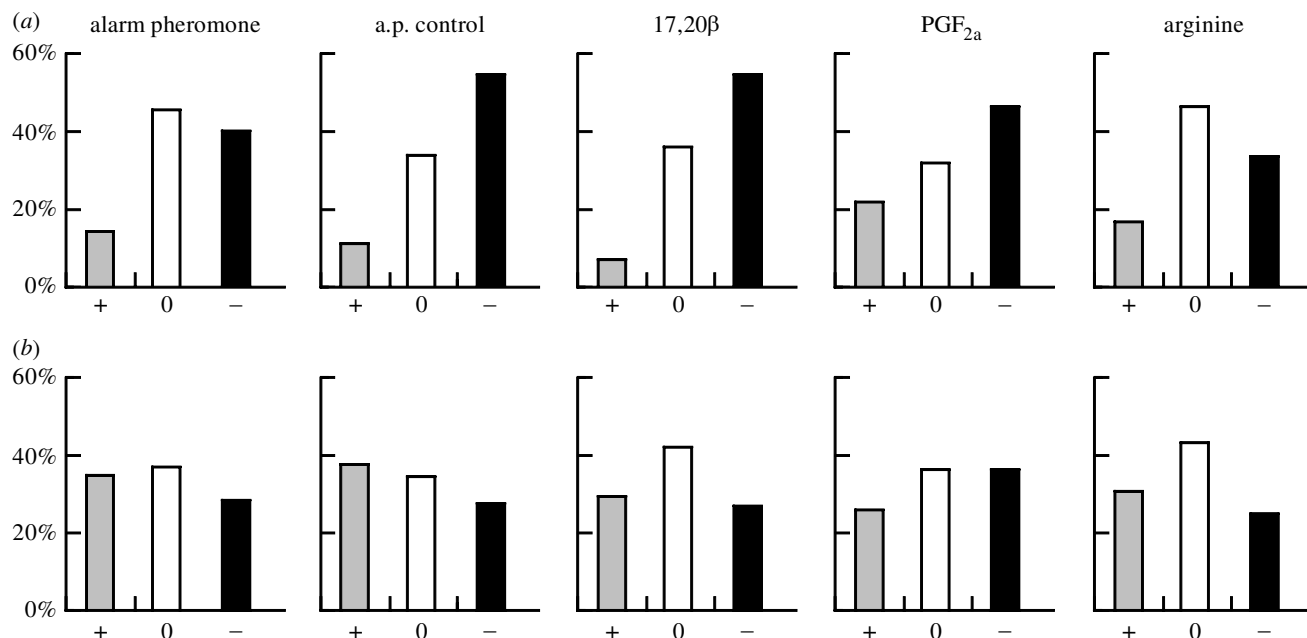 (a)
alarm pheromone a.p. control 17,20β PGF2a arginine
60%
40%
20%
0%
+ 0 – + 0 – + 0 – + 0 – + 0 –
(b)
60%
40%
20%
0%
+ 0 – + 0 – + 0 – + 0 – + 0 –